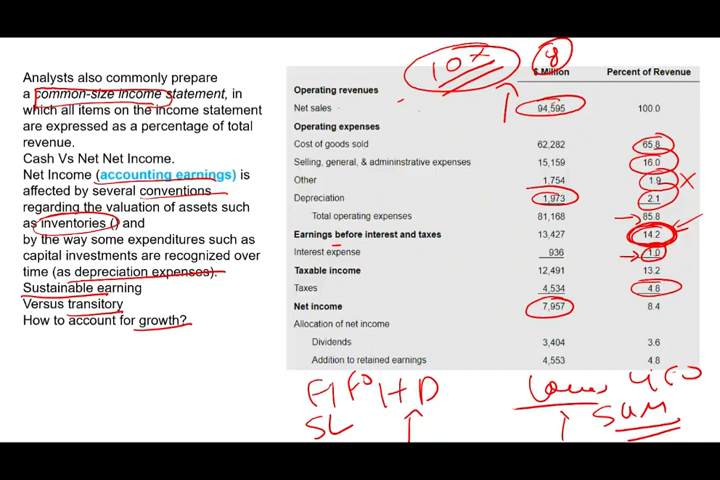 Analysts also commonly prepare
a common-size income statement, in
which all items on the income statement
are expressed as a percentage of total
revenue.
Cash Vs Net Net Income.
Net Income (accounting earnings) is
affected by several conventions
regarding the valuation of assets such
as inventories () and
by the way some expenditures such as
capital investments are recognized over
time (as depreciation expenses).
Sustainable earning
Versus transitory
How to account for growth?
10%
8
$ Million Percent of Revenue
Operating revenues
Net sales 94,595 100.0
Operating expenses
Cost of goods sold 62,282 65.8
Selling, general, & admininistrative expenses 15,159 16.0
Other 1,754 1.9
Depreciation 1,973 2.1
Total operating expenses 81,168 85.8
Earnings before interest and taxes 13,427 14.2
Interest expense 936 1.0
Taxable income 12,491 13.2
Taxes 4,534 4.8
Net income 7,957 8.4
Allocation of net income
Dividends 3,404 3.6
Addition to retained earnings 4,553 4.8
FIFO HD LIFO
SL SUM